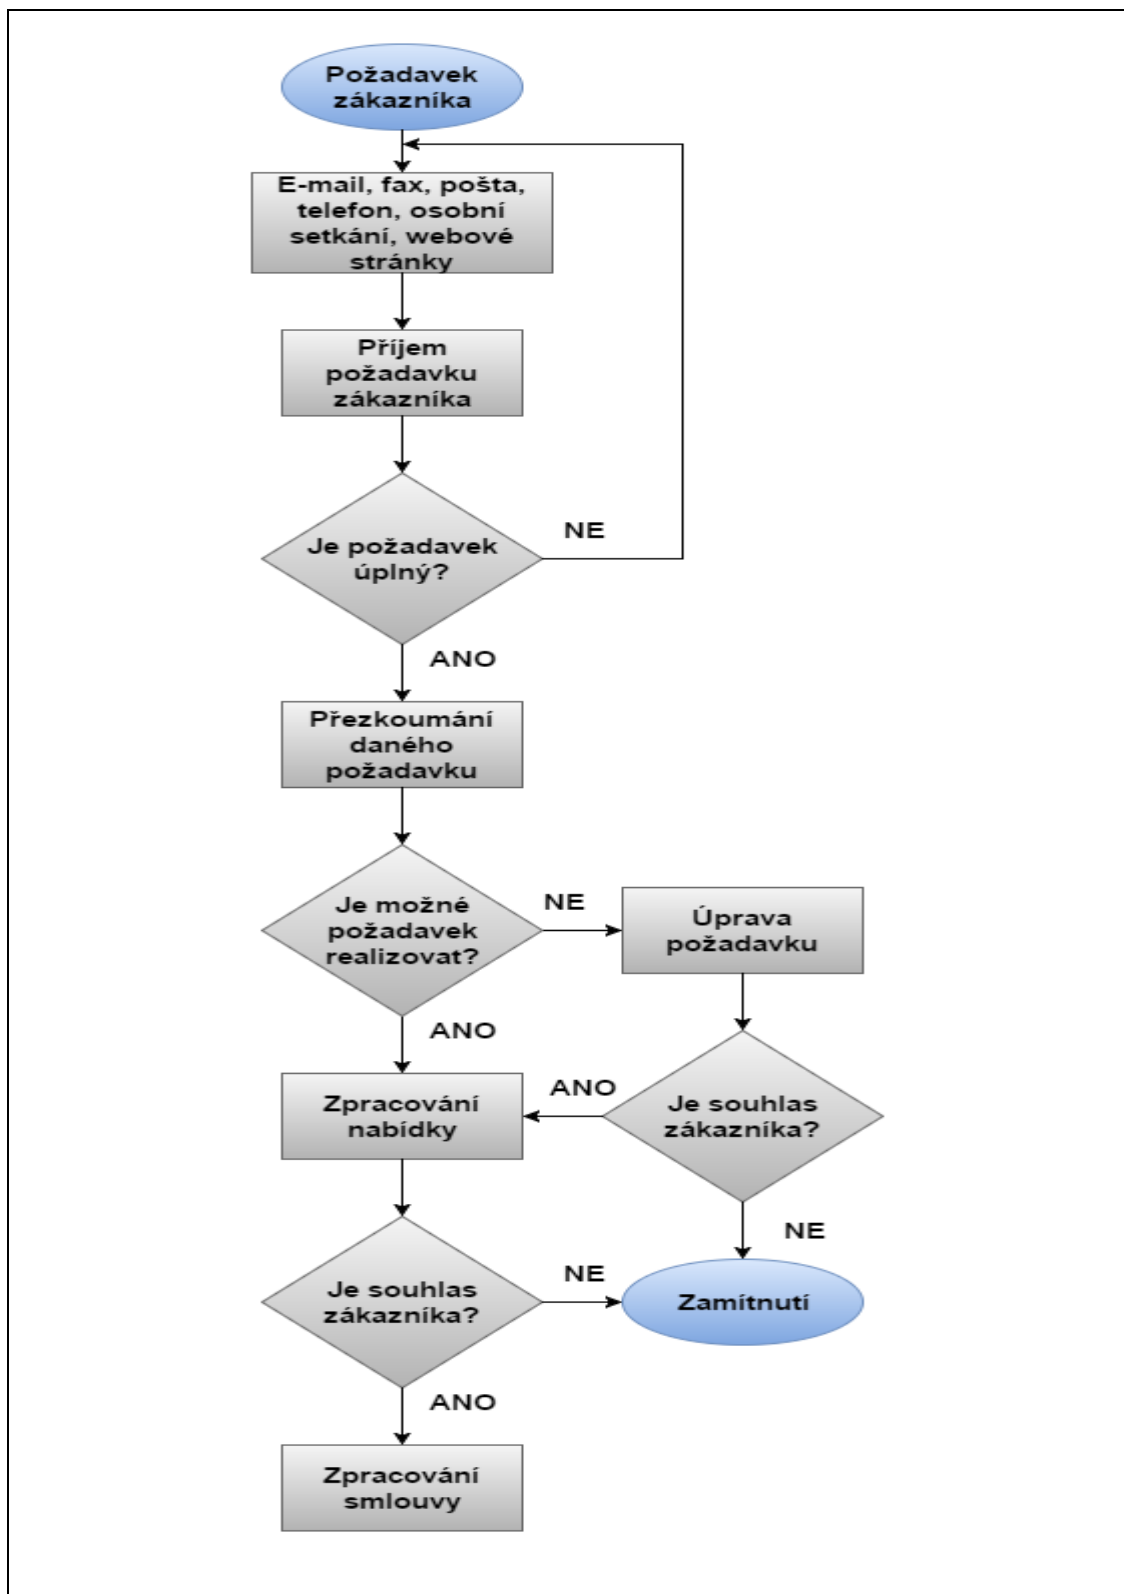 Požadavek
zákazníka
E-mail, fax, pošta,
telefon, osobní
setkání, webové
stránky
Příjem
požadavku
zákazníka
Je požadavek
úplný?
NE
ANO
Přezkoumání
daného
požadavku
Je možné
požadavek
realizovat?
NE
Úprava
požadavku
ANO
Zpracování
nabídky
ANO
Je souhlas
zákazníka?
NE
Je souhlas
zákazníka?
NE
Zamítnutí
ANO
Zpracování
smlouvy